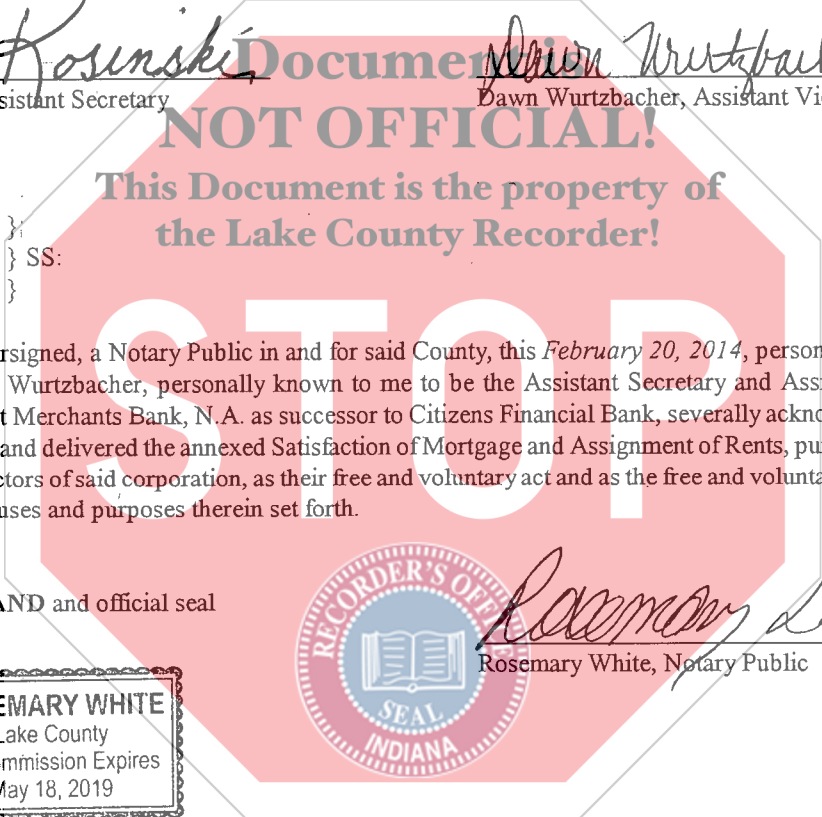 Kosinski
Document is
Dawn Wurtzbach
sistant Secretary
Dawn Wurtzbacher, Assistant Vi
NOT OFFICIAL!
This Document is the property of
the Lake County Recorder!
}
} SS:
}
STOP
rsigned, a Notary Public in and for said County, this February 20, 2014, person
Wurtzbacher, personally known to me to be the Assistant Secretary and Assi
t Merchants Bank, N.A. as successor to Citizens Financial Bank, severally ackno
and delivered the annexed Satisfaction of Mortgage and Assignment of Rents, pu
ctors of said corporation, as their free and voluntary act and as the free and volunta
uses and purposes therein set forth.
RECORDER'S OFFICE
SEAL
INDIANA
AND and official seal
Rosemary
Rosemary White, Notary Public
EMARY WHITE
Lake County
mmission Expires
May 18, 2019